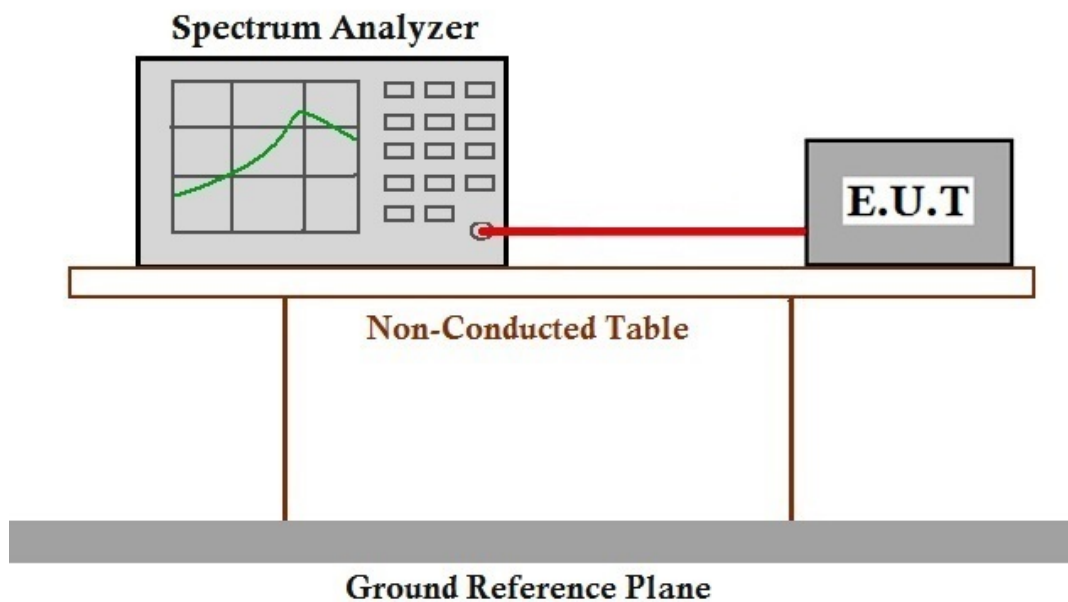 Spectrum Analyzer
E.U.T
Non-Conducted Table
Ground Reference Plane